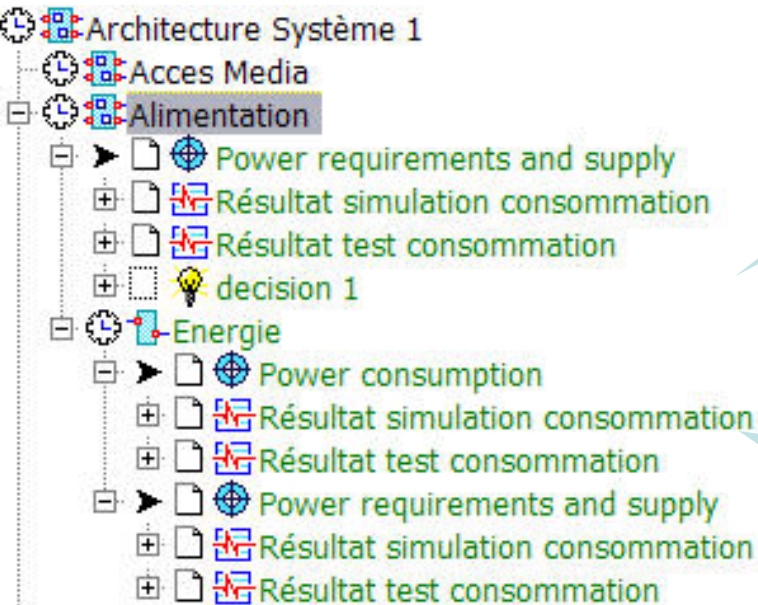 Architecture Système 1
Acces Media
Alimentation
Power requirements and supply
Résultat simulation consommation
Résultat test consommation
decision 1
Energie
Power consumption
Résultat simulation consommation
Résultat test consommation
Power requirements and supply
Résultat simulation consommation
Résultat test consommation